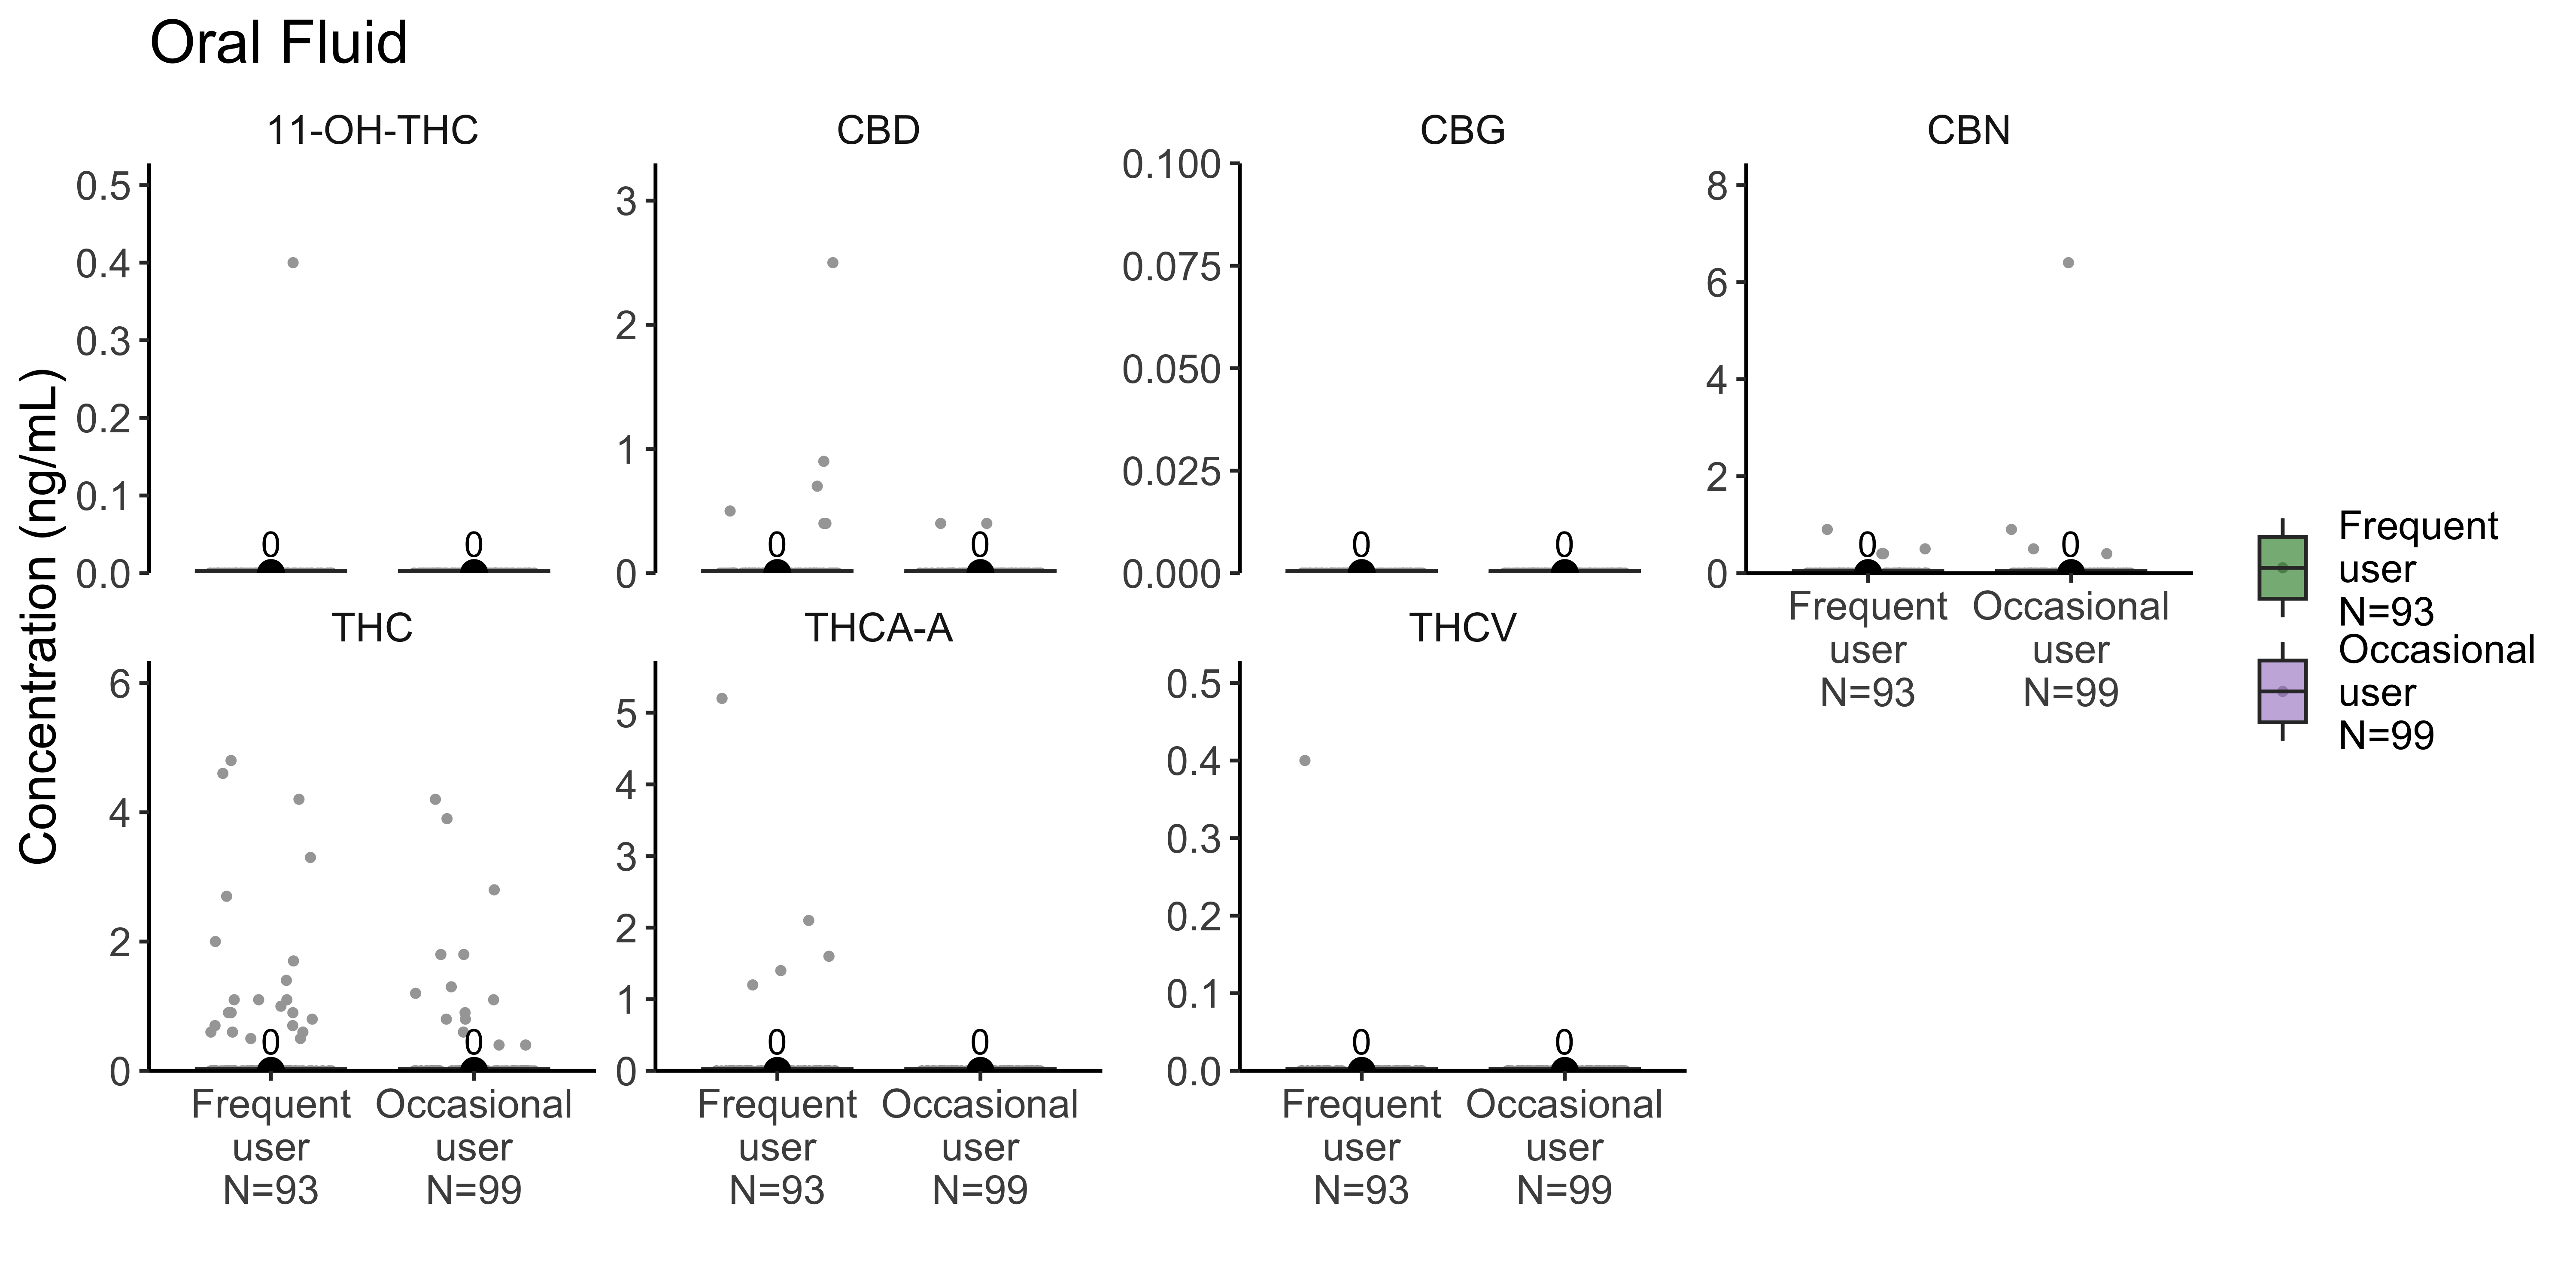 Oral Fluid
11-OH-THC
CBD
CBG
CBN
Concentration (ng/mL)
0.5
0.4
0.3
0.2
0.1
0.0
0
0
3
2
1
0
0
0
0.100
0.075
0.050
0.025
0.000
0
0
8
6
4
2
0
0
0
Frequent
user
N=93
Occasional
user
N=99
THC
THCA-A
THCV
6
4
2
0
0
0
Frequent
user
N=93
Occasional
user
N=99
5
4
3
2
1
0
0
0
Frequent
user
N=93
Occasional
user
N=99
0.5
0.4
0.3
0.2
0.1
0.0
0
0
Frequent
user
N=93
Occasional
user
N=99
Frequent
user
N=93
Occasional
user
N=99